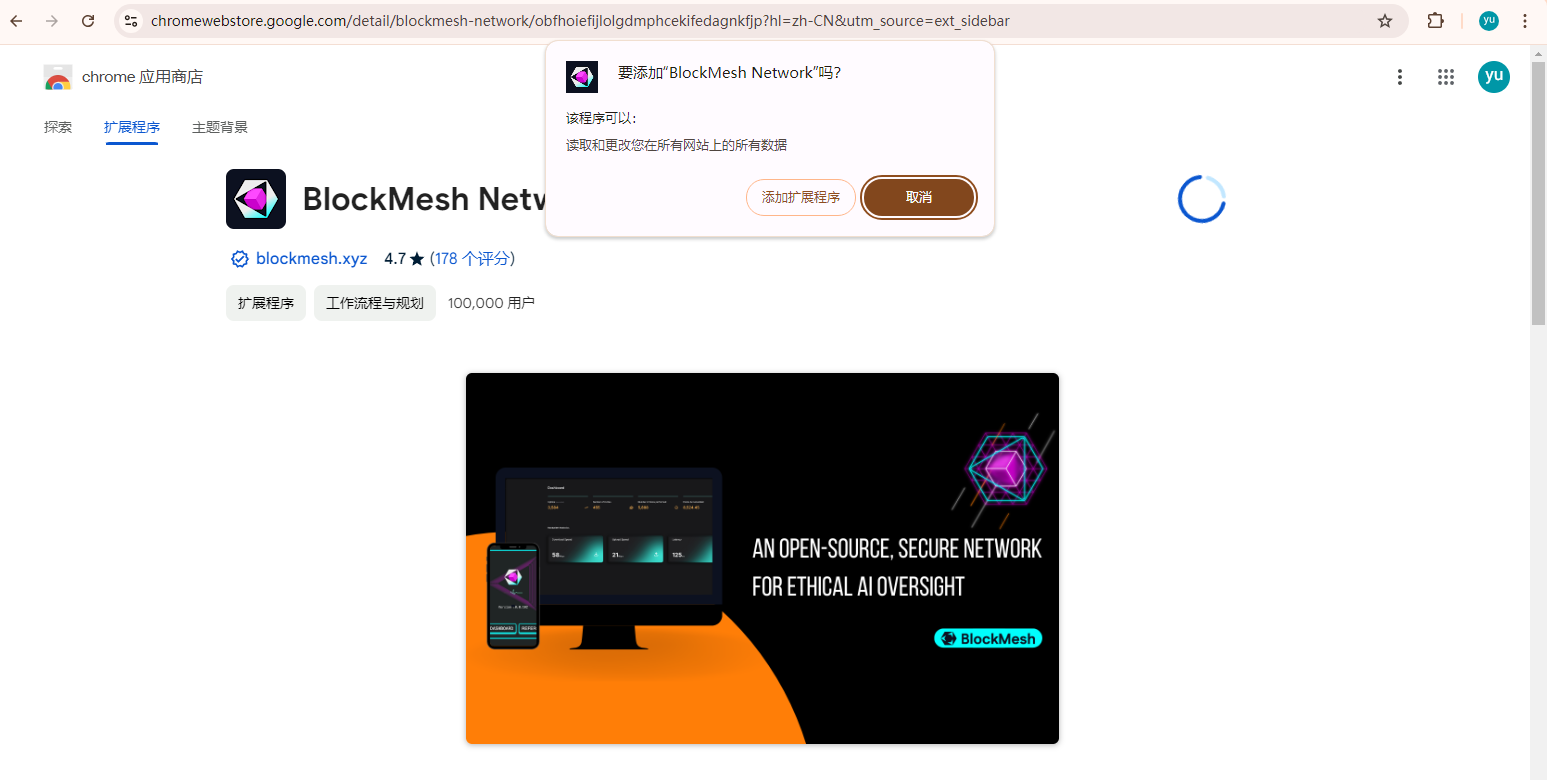 chromewebstore.google.com/detail/blockmesh-network/obfhoiefijlolgdmphcekifedagnkfjp?hl=zh-CN&utm_source=ext_sidebar
yu
要添加“BlockMesh Network”吗?
该程序可以:
读取和更改您在所有网站上的所有数据
添加扩展程序
取消
chrome 应用商店
yu
探索
扩展程序
主题背景
BlockMesh Netw
blockmesh.xyz
4.7 ★ (178 个评分)
扩展程序
工作流程与规划
100,000 用户
Dashboard
58
21
125
DASHBOARD
AN OPEN-SOURCE, SECURE NETWORK
FOR ETHICAL AI OVERSIGHT
BlockMesh